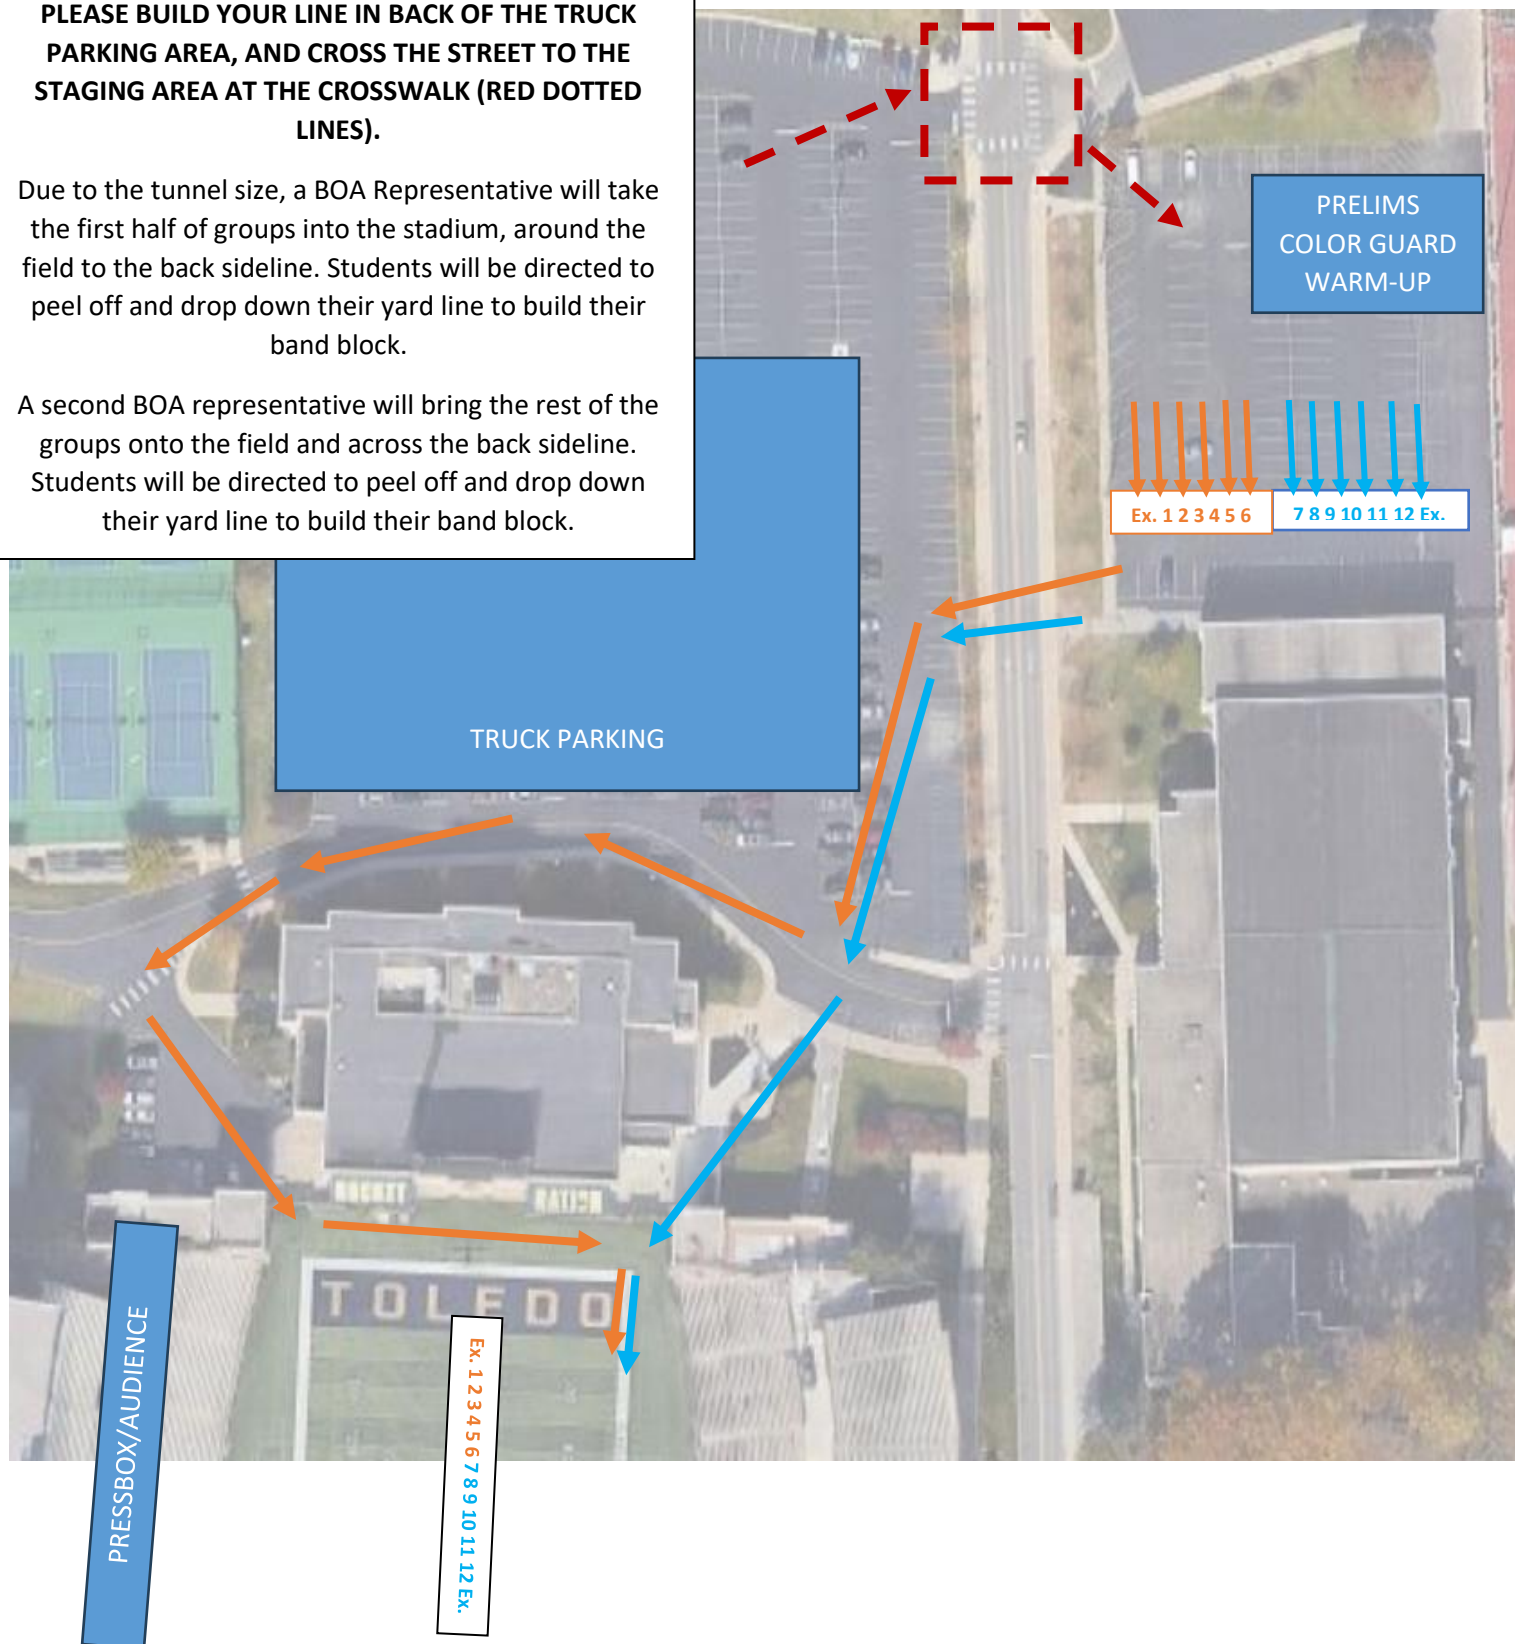 PLEASE BUILD YOUR LINE IN BACK OF THE TRUCK
PARKING AREA, AND CROSS THE STREET TO THE
STAGING AREA AT THE CROSSWALK (RED DOTTED
LINES).
Due to the tunnel size, a BOA Representative will take
the first half of groups into the stadium, around the
field to the back sideline. Students will be directed to
peel off and drop down their yard line to build their
band block.
A second BOA representative will bring the rest of the
groups onto the field and across the back sideline.
Students will be directed to peel off and drop down
their yard line to build their band block.
PRELIMS
COLOR GUARD
WARM-UP
Ex. 1 2 3 4 5 6
7 8 9 10 11 12 Ex.
TRUCK PARKING
ROCKET
NATION
TOLEDO
PRESSBOX/AUDIENCE
Ex. 1 2 3 4 5 6 7 8 9 10 11 12 Ex.